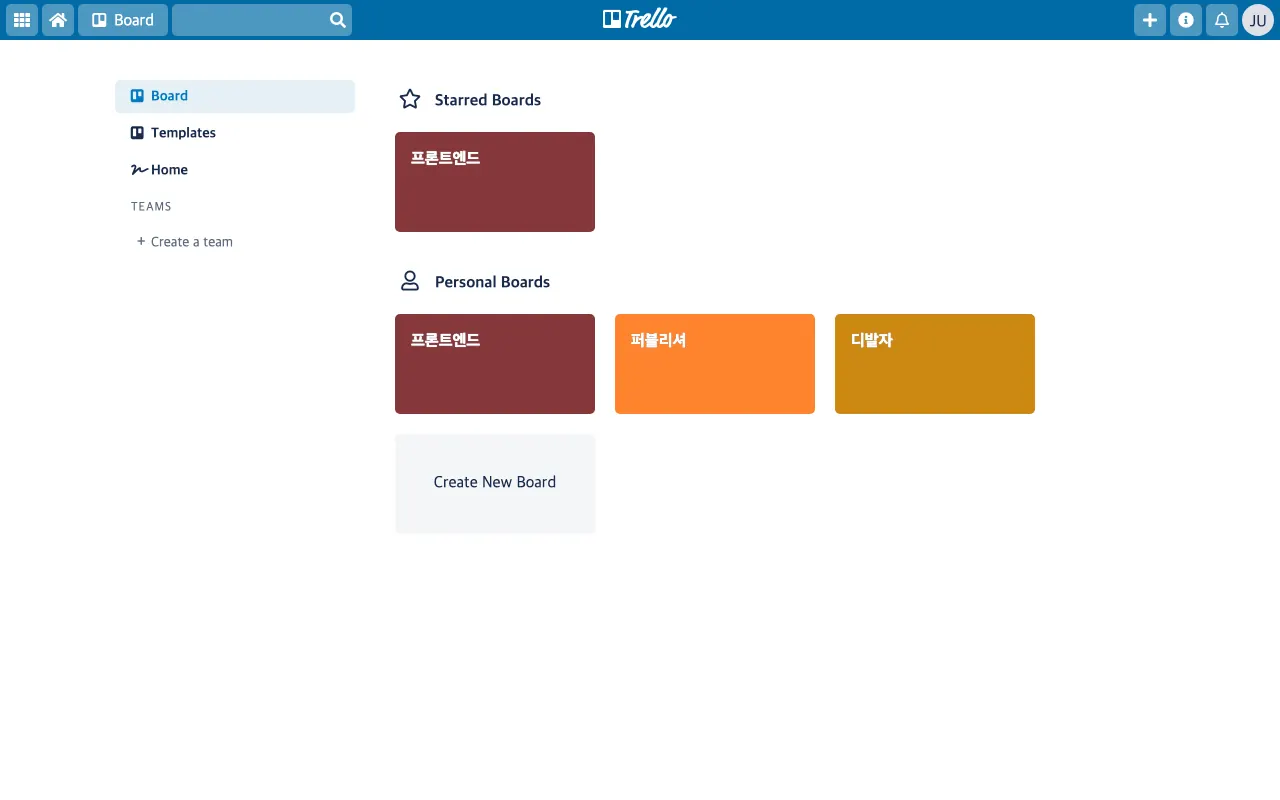 Board
Trello
JU
Board
Templates
Home
TEAMS
+ Create a team
Starred Boards
프론트엔드
Personal Boards
프론트엔드
퍼블리셔
디발자
Create New Board